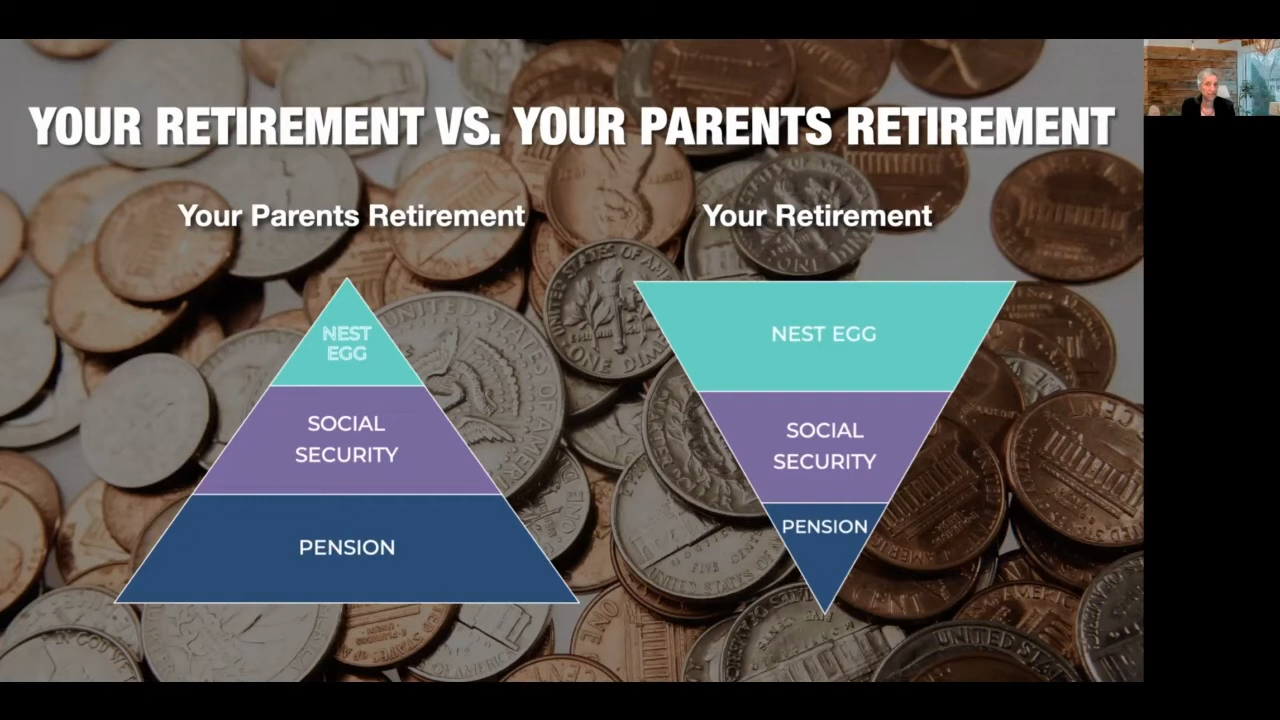 YOUR RETIREMENT VS. YOUR PARENTS RETIREMENT
Your Parents Retirement
NEST
EGG
SOCIAL
SECURITY
PENSION
Your Retirement
NEST EGG
SOCIAL
SECURITY
PENSION